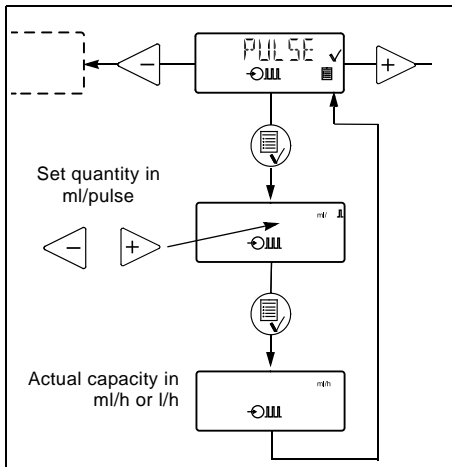 PULSE
Set quantity in
ml/pulse
ml/
Actual capacity in
ml/h or l/h
ml/h